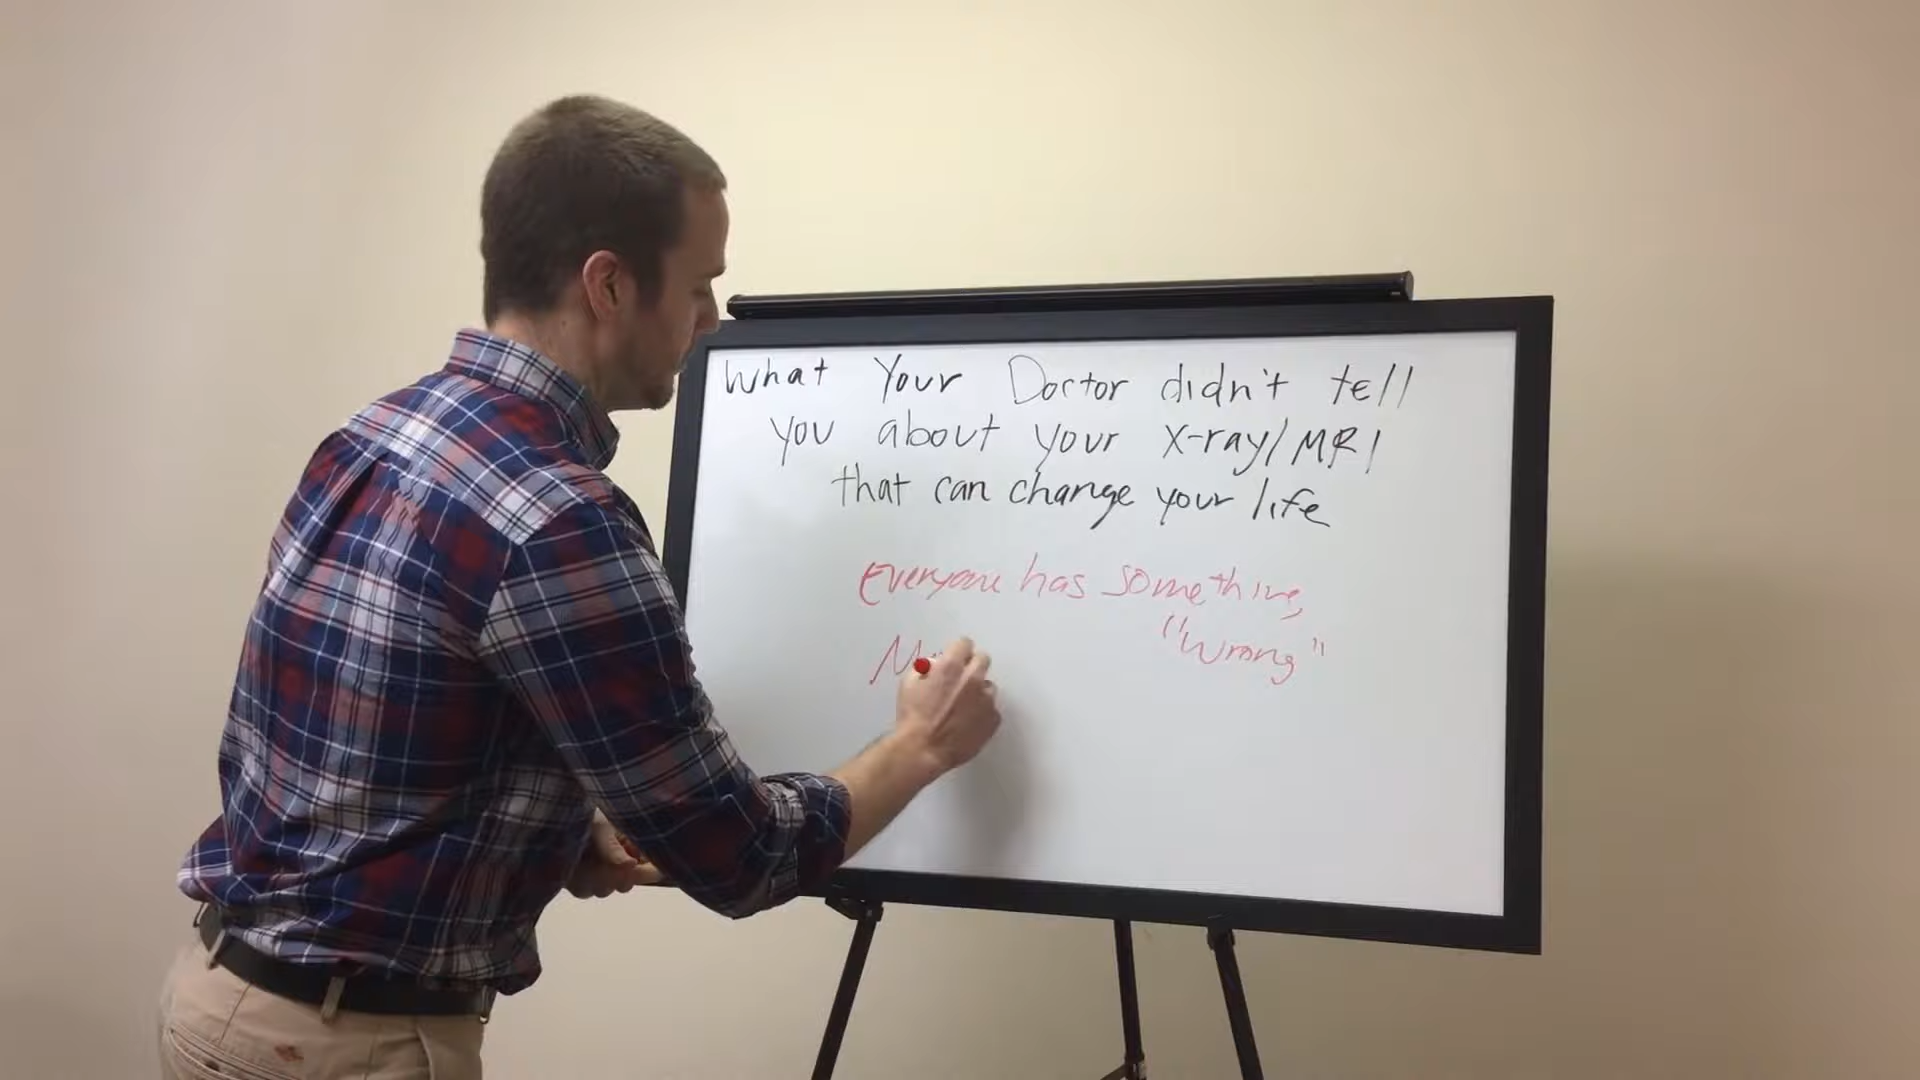 What Your Doctor didn't tell
you about your X-ray/MRI
that can change your life
Everyone has something
"Wrong"